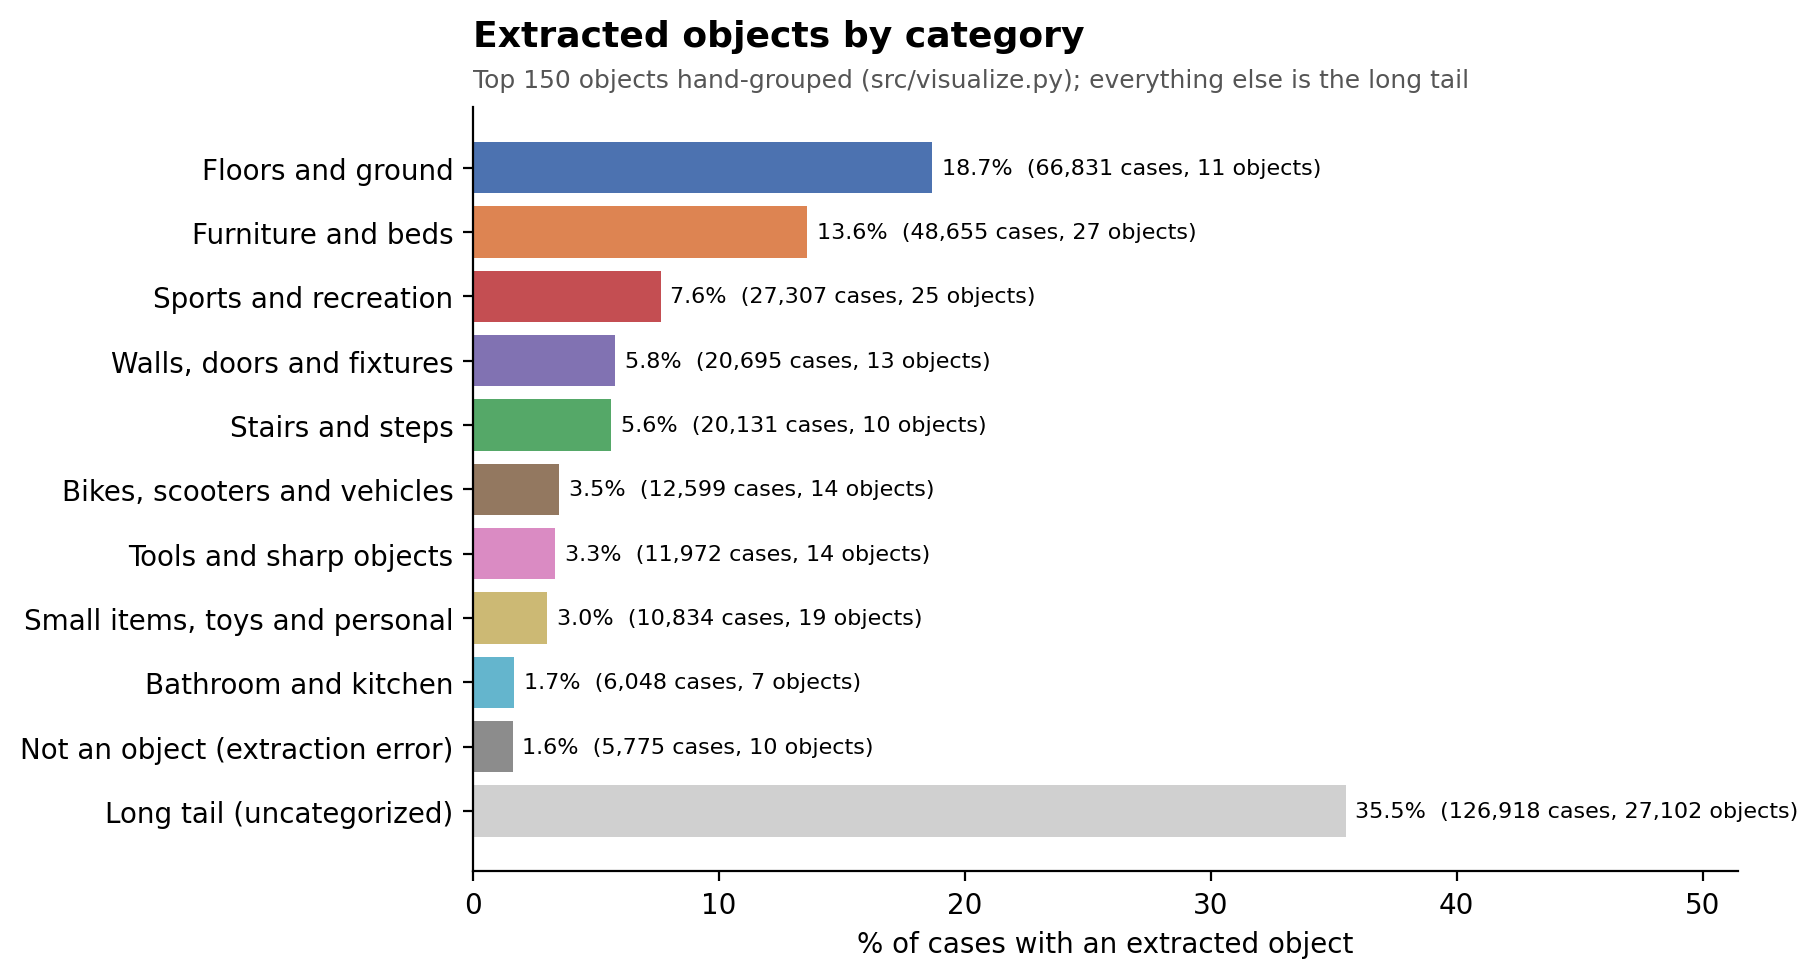 Extracted objects by category
Top 150 objects hand-grouped (src/visualize.py); everything else is the long tail
Floors and ground 18.7% (66,831 cases, 11 objects)
Furniture and beds 13.6% (48,655 cases, 27 objects)
Sports and recreation 7.6% (27,307 cases, 25 objects)
Walls, doors and fixtures 5.8% (20,695 cases, 13 objects)
Stairs and steps 5.6% (20,131 cases, 10 objects)
Bikes, scooters and vehicles 3.5% (12,599 cases, 14 objects)
Tools and sharp objects 3.3% (11,972 cases, 14 objects)
Small items, toys and personal 3.0% (10,834 cases, 19 objects)
Bathroom and kitchen 1.7% (6,048 cases, 7 objects)
Not an object (extraction error) 1.6% (5,775 cases, 10 objects)
Long tail (uncategorized) 35.5% (126,918 cases, 27,102 objects)
0 10 20 30 40 50
% of cases with an extracted object